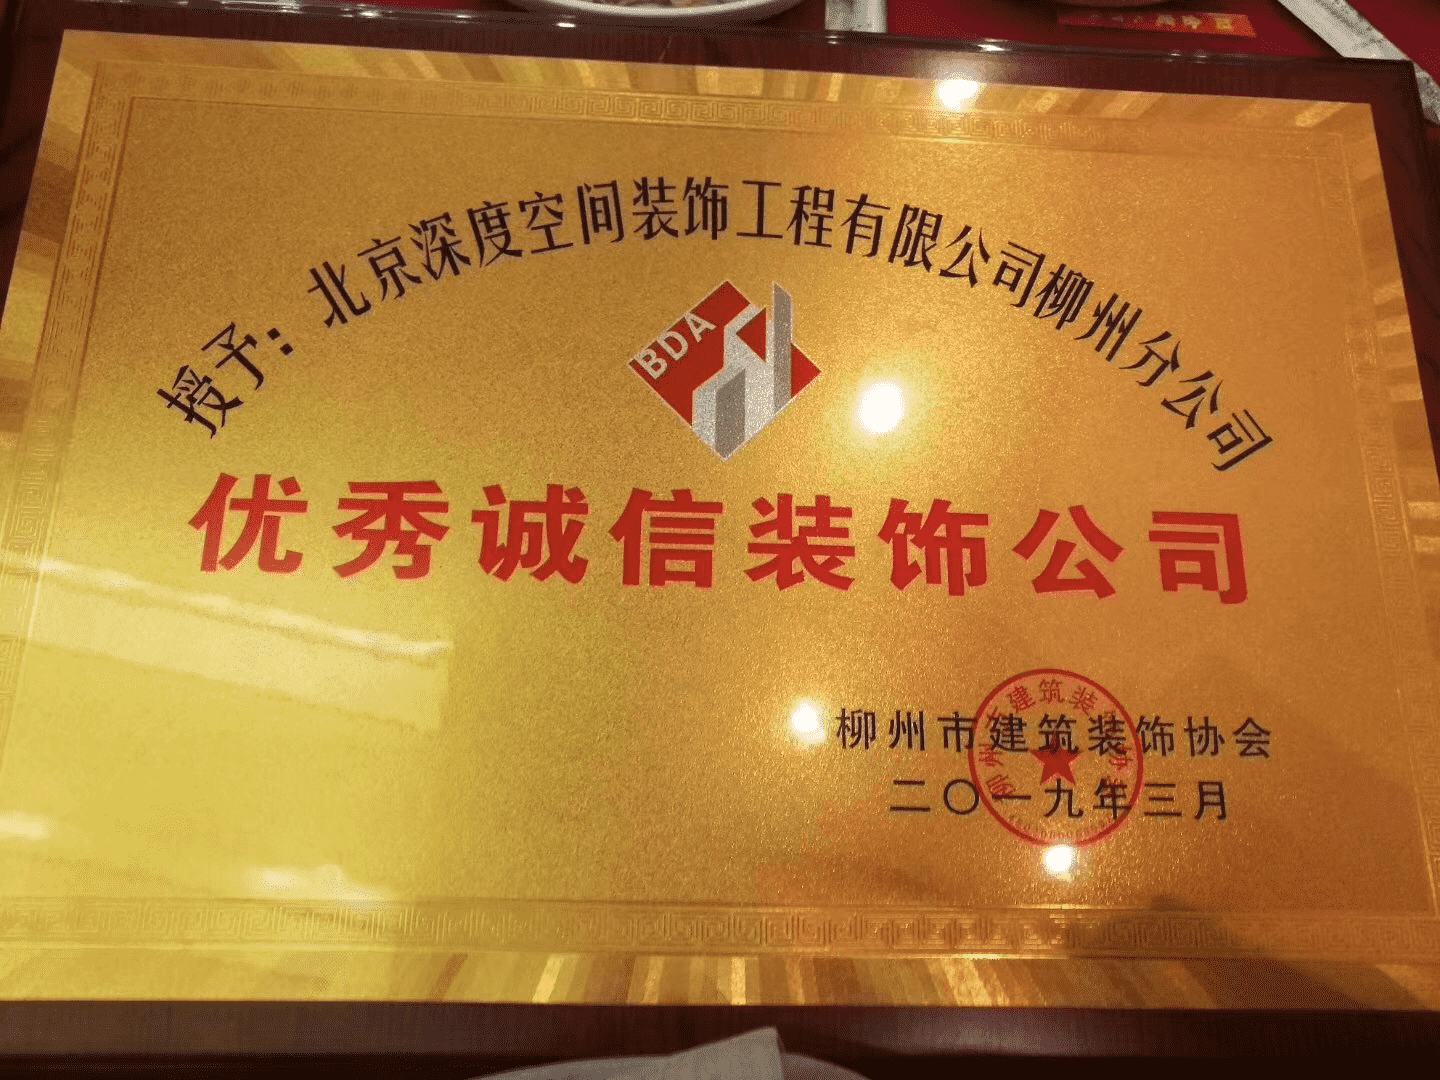 授予：北京深度空间装饰工程有限公司柳州分公司
BDA
优秀诚信装饰公司
柳州市建筑装饰协会
二〇一九年三月